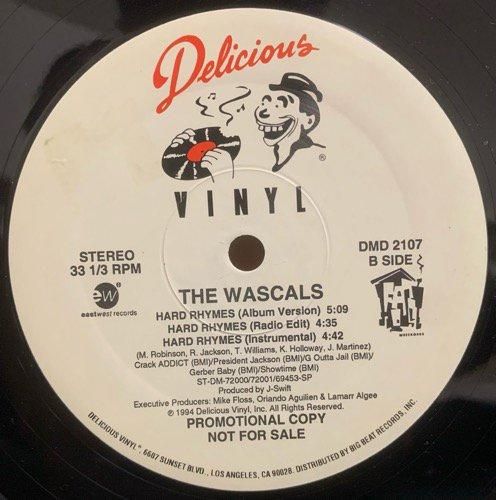 Delicious
VINYL
®
STEREO
33 1/3 RPM
DMD 2107
B SIDE
ew®
eastwest records
FAT HOUSE
WRECKORDS
THE WASCALS
HARD RHYMES (Album Version) 5:09
HARD RHYMES (Radio Edit) 4:35
HARD RHYMES (Instrumental) 4:42
(M. Robinson, R. Jackson, T. Williams, K. Holloway, J. Martinez)
Crack ADDICT (BMI)/President Jackson (BMI)/G Outta Jail (BMI)/
Gerber Baby (BMI)/Showtime (BMI)
ST-DM-72000/72001/69453-SP
Produced by J-Swift
Executive Producers: Mike Floss, Orlando Aguilen & Lamarr Algee
© 1994 Delicious Vinyl, Inc. All Rights Reserved.
PROMOTIONAL COPY
NOT FOR SALE
DELICIOUS VINYL® 6607 SUNSET BLVD., LOS ANGELES, CA 90028. DISTRIBUTED BY BIG BEAT RECORDS, INC.